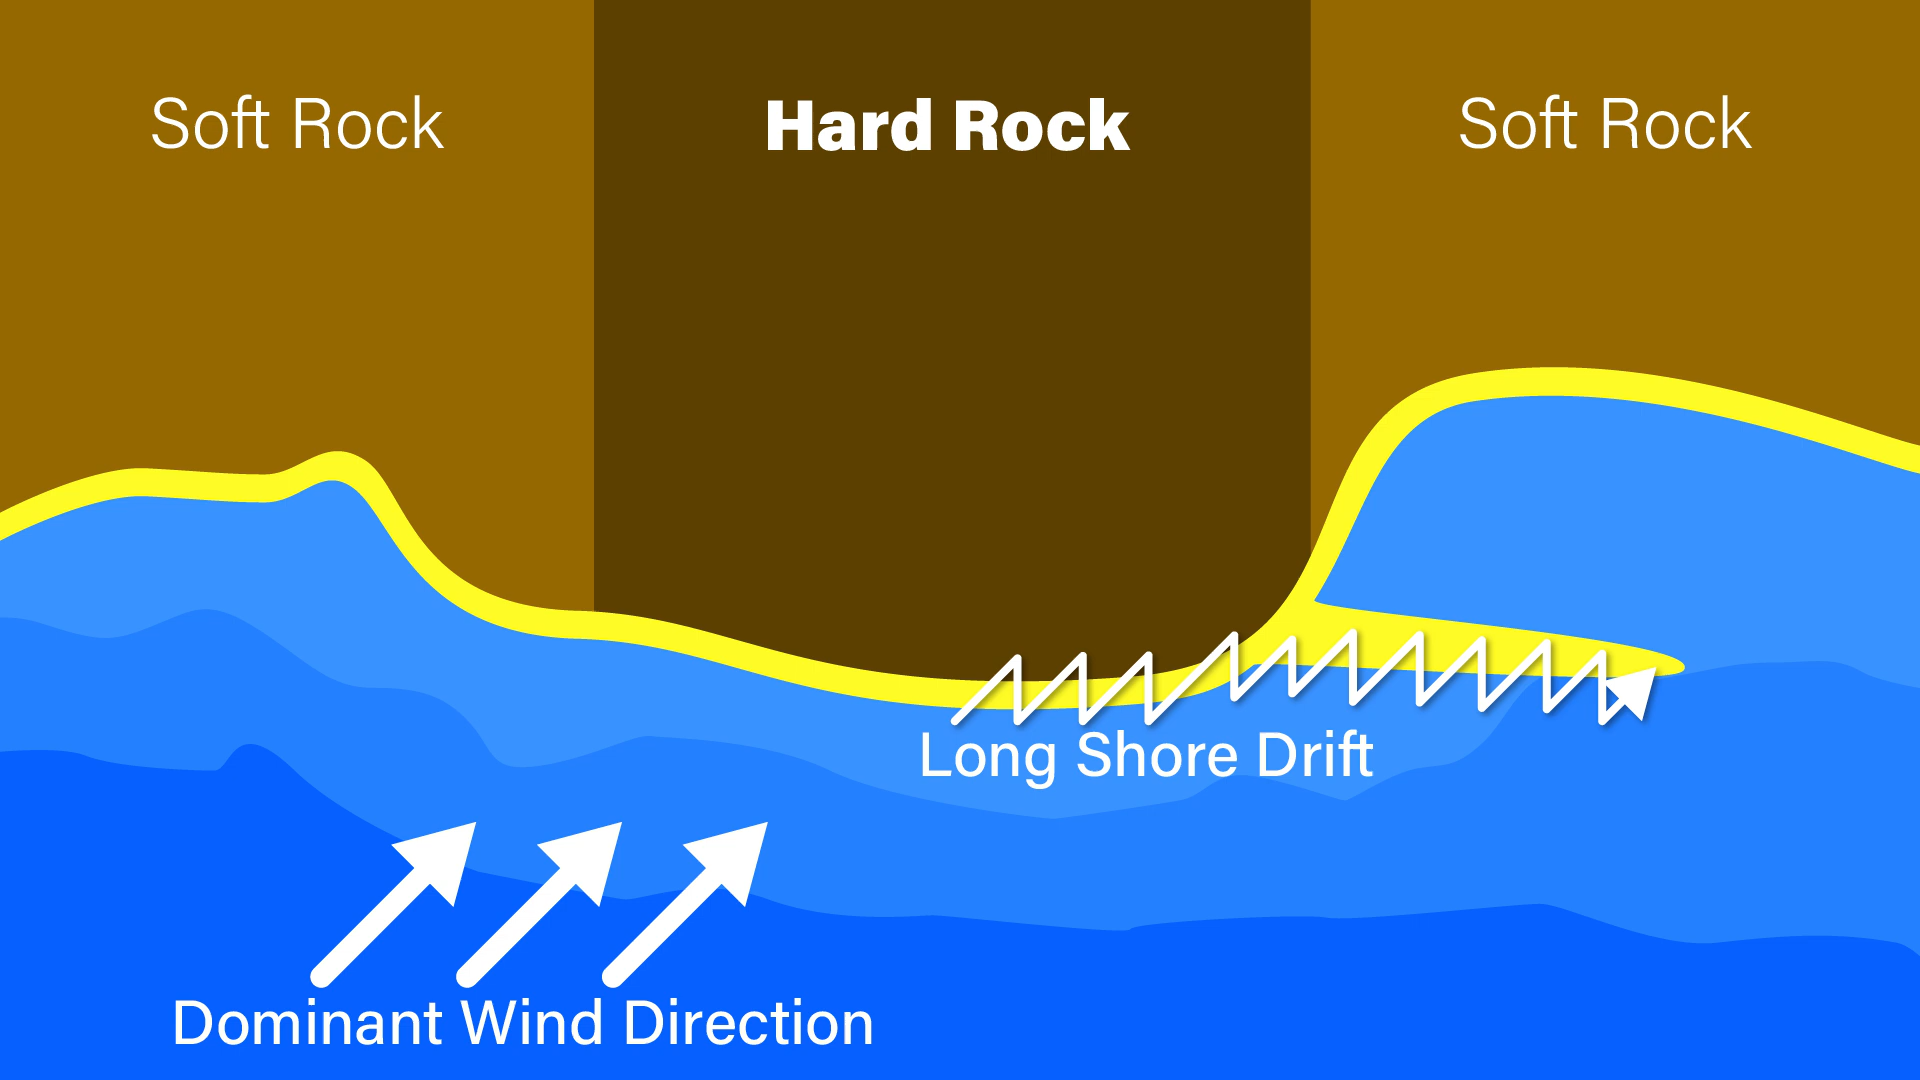 Soft Rock
Hard Rock
Soft Rock
Long Shore Drift
Dominant Wind Direction